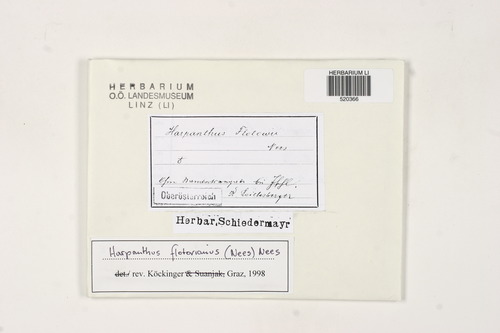 HERBARIUM
O.Ö. LANDESMUSEUM
LINZ (LI)
HERBARIUM LI
520366
Harpanthus Flotowii
Nees
Oberösterreich
Herbar. Schiedermayr
Harpanthus flotovianus (Nees) Nees
det./ rev. Köckinger & Suanjak, Graz, 1998